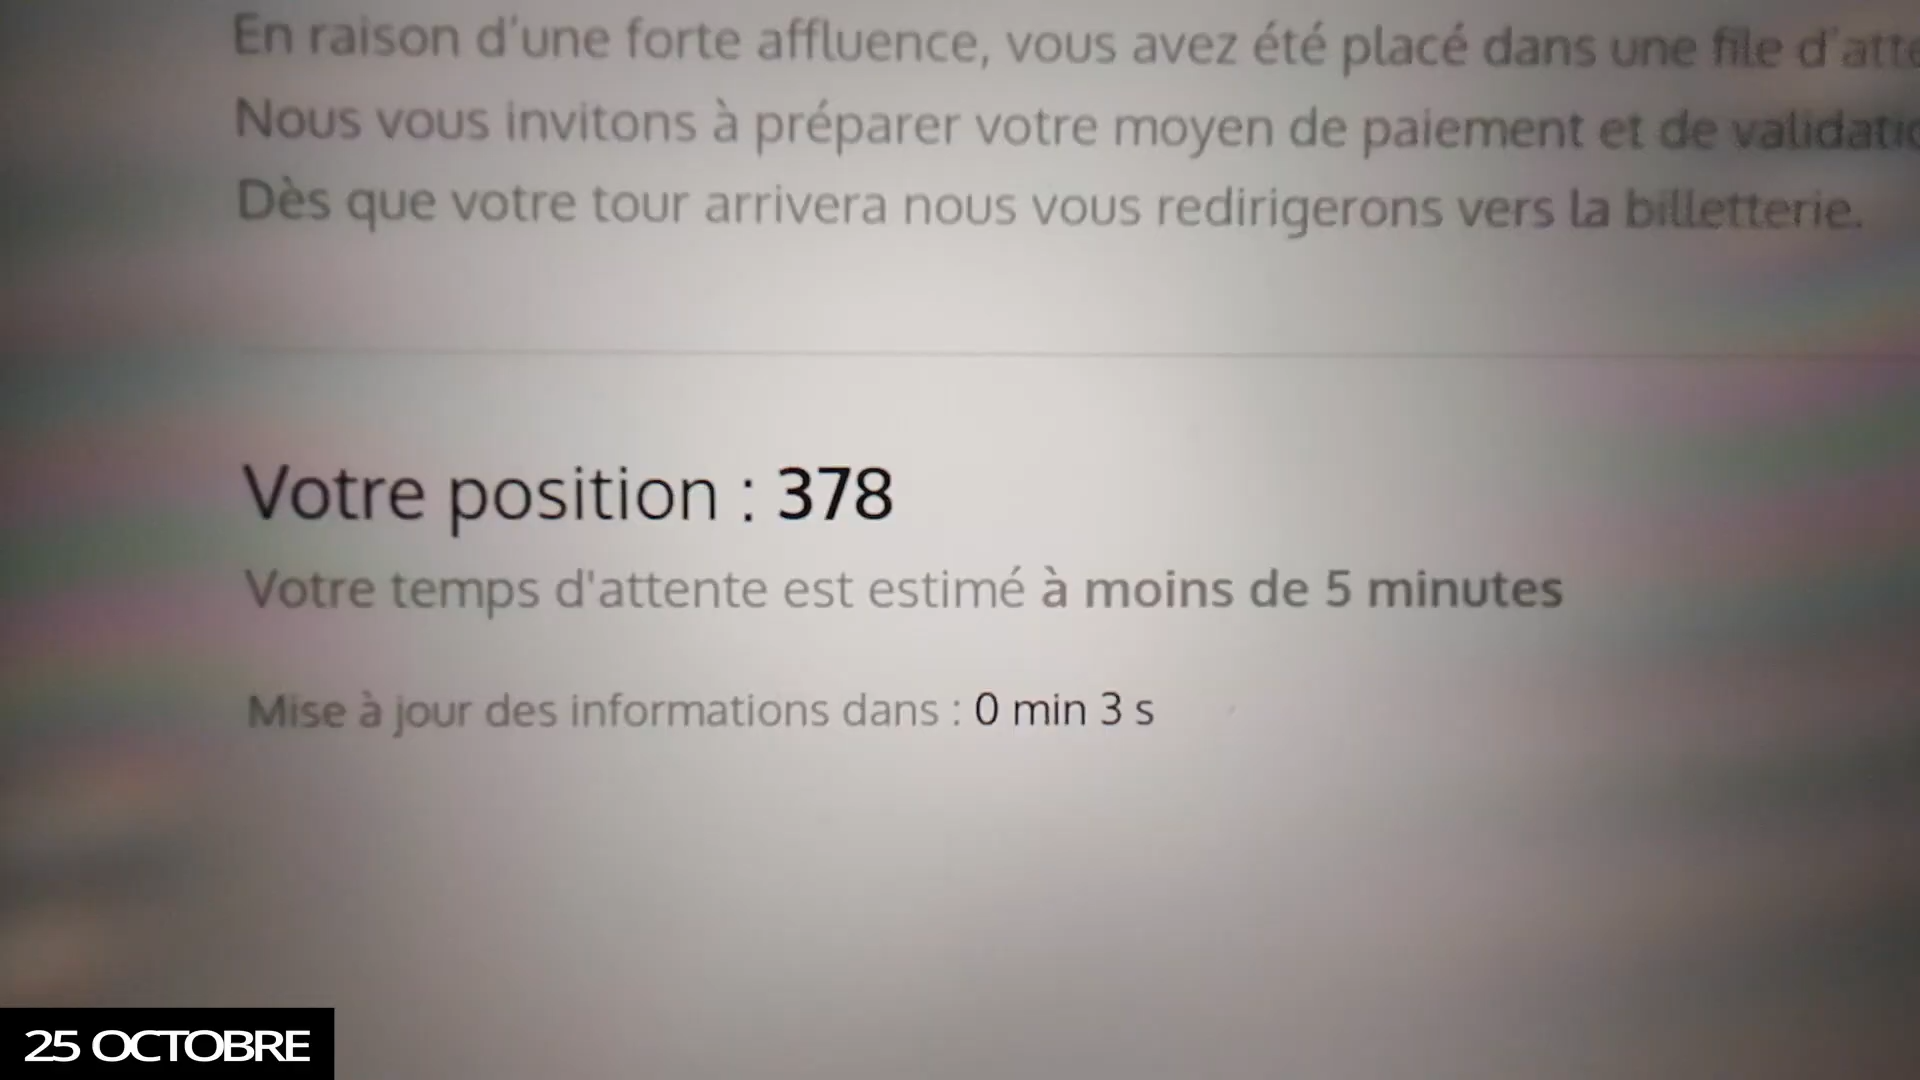 En raison d'une forte affluence, vous avez été placé dans une file
Nous vous invitons à préparer votre moyen de paiement et de
Dès que votre tour arrivera nous vous redirigerons vers la billetterie.
Votre position : 378
Votre temps d'attente est estimé à moins de 5 minutes
Mise à jour des informations dans : 0 min 3 s
25 OCTOBRE